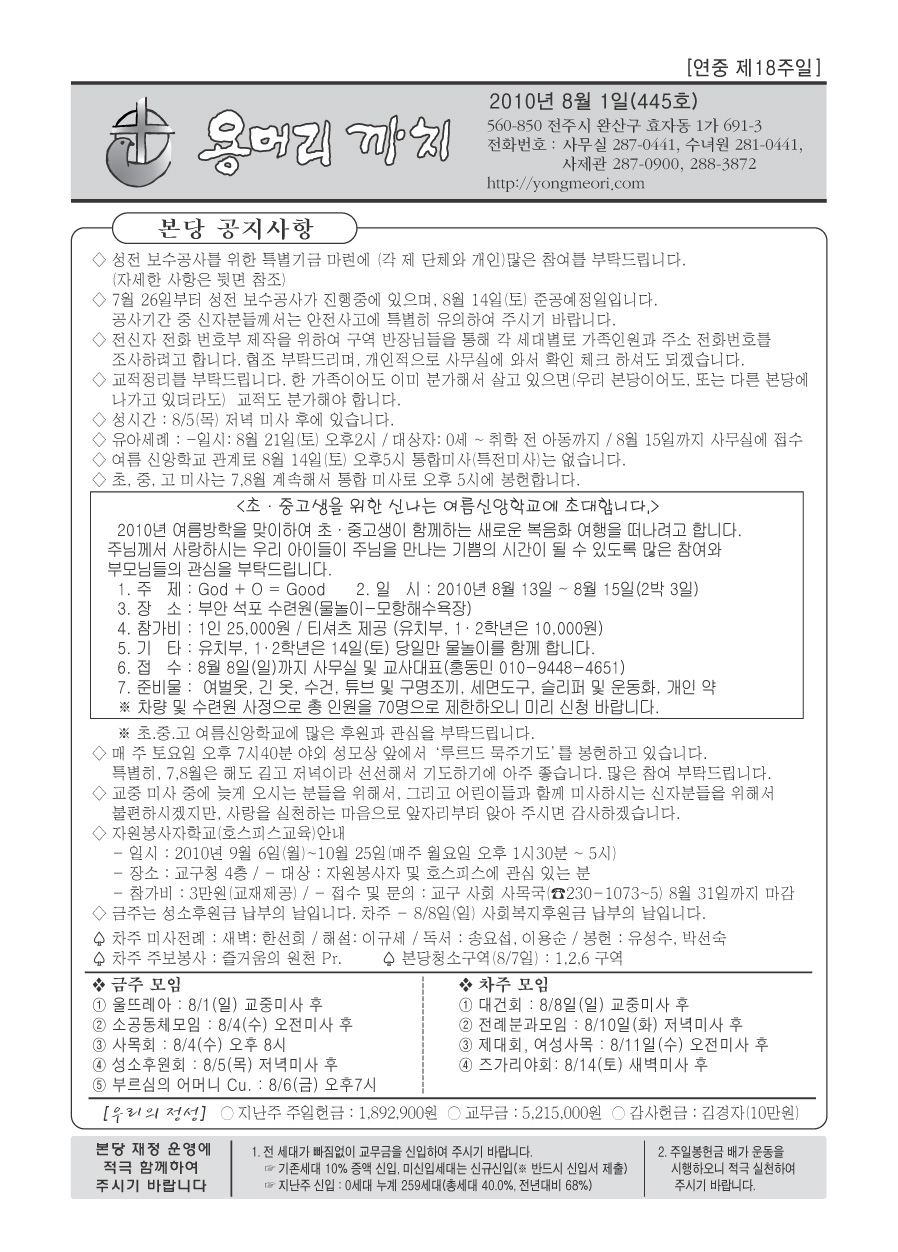 [연중 제18주일]
용머리 까치
2010년 8월 1일(445호)
560-850 전주시 완산구 효자동 1가 691-3
전화번호 : 사무실 287-0441, 수녀원 281-0441,
사제관 287-0900, 288-3872
http://yongmeori.com
본당 공지사항
◇ 성전 보수공사를 위한 특별기금 마련에 (각 제 단체와 개인)많은 참여를 부탁드립니다.
(자세한 사항은 뒷면 참조)
◇ 7월 26일부터 성전 보수공사가 진행중에 있으며, 8월 14일(토) 준공예정일입니다.
공사기간 중 신자분들께서는 안전사고에 특별히 유의하여 주시기 바랍니다.
◇ 전신자 전화 번호부 제작을 위하여 구역 반장님들을 통해 각 세대별로 가족인원과 주소 전화번호를
조사하려고 합니다. 협조 부탁드리며, 개인적으로 사무실에 와서 확인 체크 하셔도 되겠습니다.
◇ 교적정리를 부탁드립니다. 한 가족이어도 이미 분가해서 살고 있으면(우리 본당이어도, 또는 다른 본당에
나가고 있더라도) 교적도 분가해야 합니다.
◇ 성시간 : 8/5(목) 저녁 미사 후에 있습니다.
◇ 유아세례 : -일시: 8월 21일(토) 오후2시 / 대상자: 0세 ~ 취학 전 아동까지 / 8월 15일까지 사무실에 접수
◇ 여름 신앙학교 관계로 8월 14일(토) 오후5시 통합미사(특전미사)는 없습니다.
◇ 초, 중, 고 미사는 7,8월 계속해서 통합 미사로 오후 5시에 봉헌합니다.
<초 · 중고생을 위한 신나는 여름신앙학교에 초대합니다.>
2010년 여름방학을 맞이하여 초 · 중고생이 함께하는 새로운 복음화 여행을 떠나려고 합니다.
주님께서 사랑하시는 우리 아이들이 주님을 만나는 기쁨의 시간이 될 수 있도록 많은 참여와
부모님들의 관심을 부탁드립니다.
1. 주 제 : God + O = Good 2. 일 시 : 2010년 8월 13일 ~ 8월 15일(2박 3일)
3. 장 소 : 부안 석포 수련원(물놀이-모항해수욕장)
4. 참가비 : 1인 25,000원 / 티셔츠 제공 (유치부, 1·2학년은 10,000원)
5. 기 타 : 유치부, 1·2학년은 14일(토) 당일만 물놀이를 함께 합니다.
6. 접 수 : 8월 8일(일)까지 사무실 및 교사대표(홍동민 010-9448-4651)
7. 준비물 : 여벌옷, 긴 옷, 수건, 튜브 및 구명조끼, 세면도구, 슬리퍼 및 운동화, 개인 약
※ 차량 및 수련원 사정으로 총 인원을 70명으로 제한하오니 미리 신청 바랍니다.
※ 초.중.고 여름신앙학교에 많은 후원과 관심을 부탁드립니다.
◇ 매 주 토요일 오후 7시40분 야외 성모상 앞에서 ‘루르드 묵주기도’를 봉헌하고 있습니다.
특별히, 7,8월은 해도 길고 저녁이라 선선해서 기도하기에 아주 좋습니다. 많은 참여 부탁드립니다.
◇ 교중 미사 중에 늦게 오시는 분들을 위해서, 그리고 어린이들과 함께 미사하시는 신자분들을 위해서
불편하시겠지만, 사랑을 실천하는 마음으로 앞자리부터 앉아 주시면 감사하겠습니다.
◇ 자원봉사자학교(호스피스교육)안내
- 일시 : 2010년 9월 6일(월)~10월 25일(매주 월요일 오후 1시30분 ~ 5시)
- 장소 : 교구청 4층 / - 대상 : 자원봉사자 및 호스피스에 관심 있는 분
- 참가비 : 3만원(교재제공) / - 접수 및 문의 : 교구 사회 사목국(☎230-1073~5) 8월 31일까지 마감
◇ 금주는 성소후원금 납부의 날입니다. 차주 - 8/8일(일) 사회복지후원금 납부의 날입니다.
♤ 차주 미사전례 : 새벽: 한선희 / 해설: 이규세 / 독서 : 송요섭, 이용순 / 봉헌 : 유성수, 박선숙
♤ 차주 주보봉사 : 즐거움의 원천 Pr. ♤ 본당청소구역(8/7일) : 1,2,6 구역
❖ 금주 모임
① 울뜨레아 : 8/1(일) 교중미사 후
② 소공동체모임 : 8/4(수) 오전미사 후
③ 사목회 : 8/4(수) 오후 8시
④ 성소후원회 : 8/5(목) 저녁미사 후
⑤ 부르심의 어머니 Cu. : 8/6(금) 오후7시
❖ 차주 모임
① 대건회 : 8/8일(일) 교중미사 후
② 전례분과모임 : 8/10일(화) 저녁미사 후
③ 제대회, 여성사목 : 8/11일(수) 오전미사 후
④ 즈가리야회: 8/14(토) 새벽미사 후
[우리의 정성] ○ 지난주 주일헌금 : 1,892,900원 ○ 교무금 : 5,215,000원 ○ 감사헌금 : 김경자(10만원)
본당 재정 운영에
적극 함께하여
주시기 바랍니다
1. 전 세대가 빠짐없이 교무금을 신입하여 주시기 바랍니다.
☞ 기존세대 10% 증액 신입, 미신입세대는 신규신입(※ 반드시 신입서 제출)
☞ 지난주 신입 : 0세대 누계 259세대(총세대 40.0%, 전년대비 68%)
2. 주일봉헌금 배가 운동을
시행하오니 적극 실천하여
주시기 바랍니다.